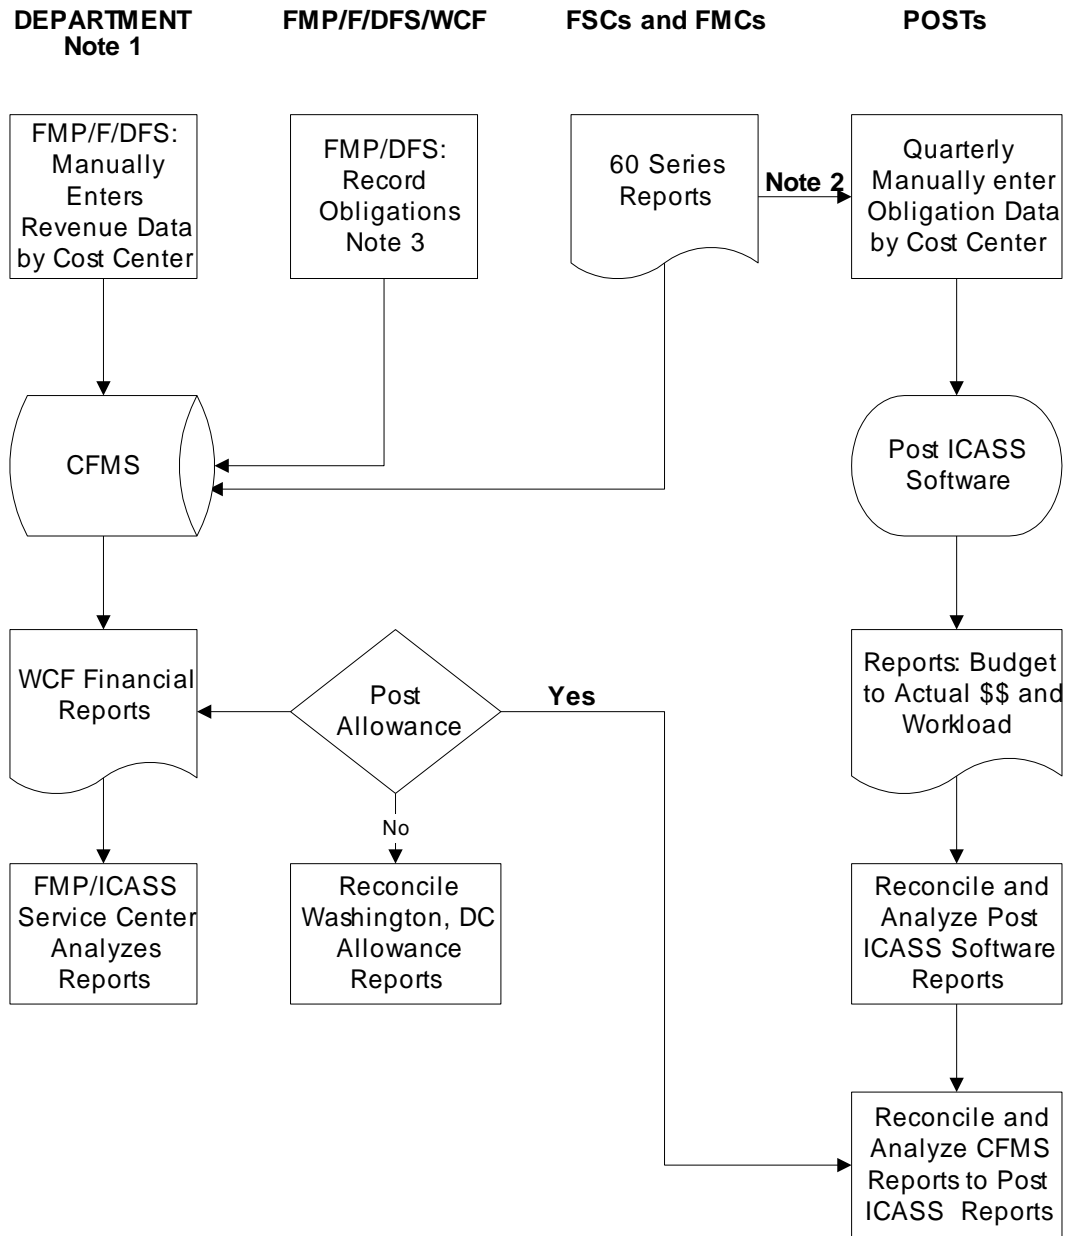 DEPARTMENT
Note 1
FMP/F/DFS/WCF
FSCs and FMCs
POSTs
FMP/F/DFS:
Manually
Enters
Revenue Data
by Cost Center
FMP/DFS:
Record
Obligations
Note 3
60 Series
Reports
Note 2
Quarterly
Manually enter
Obligation Data
by Cost Center
CFMS
Post ICASS
Software
WCF Financial
Reports
Post
Allowance
Yes
No
Reports: Budget
to Actual $$ and
Workload
FMP/ICASS
Service Center
Analyzes
Reports
Reconcile
Washington, DC
Allowance
Reports
Reconcile and
Analyze Post
ICASS Software
Reports
Reconcile and
Analyze CFMS
Reports to Post
ICASS Reports